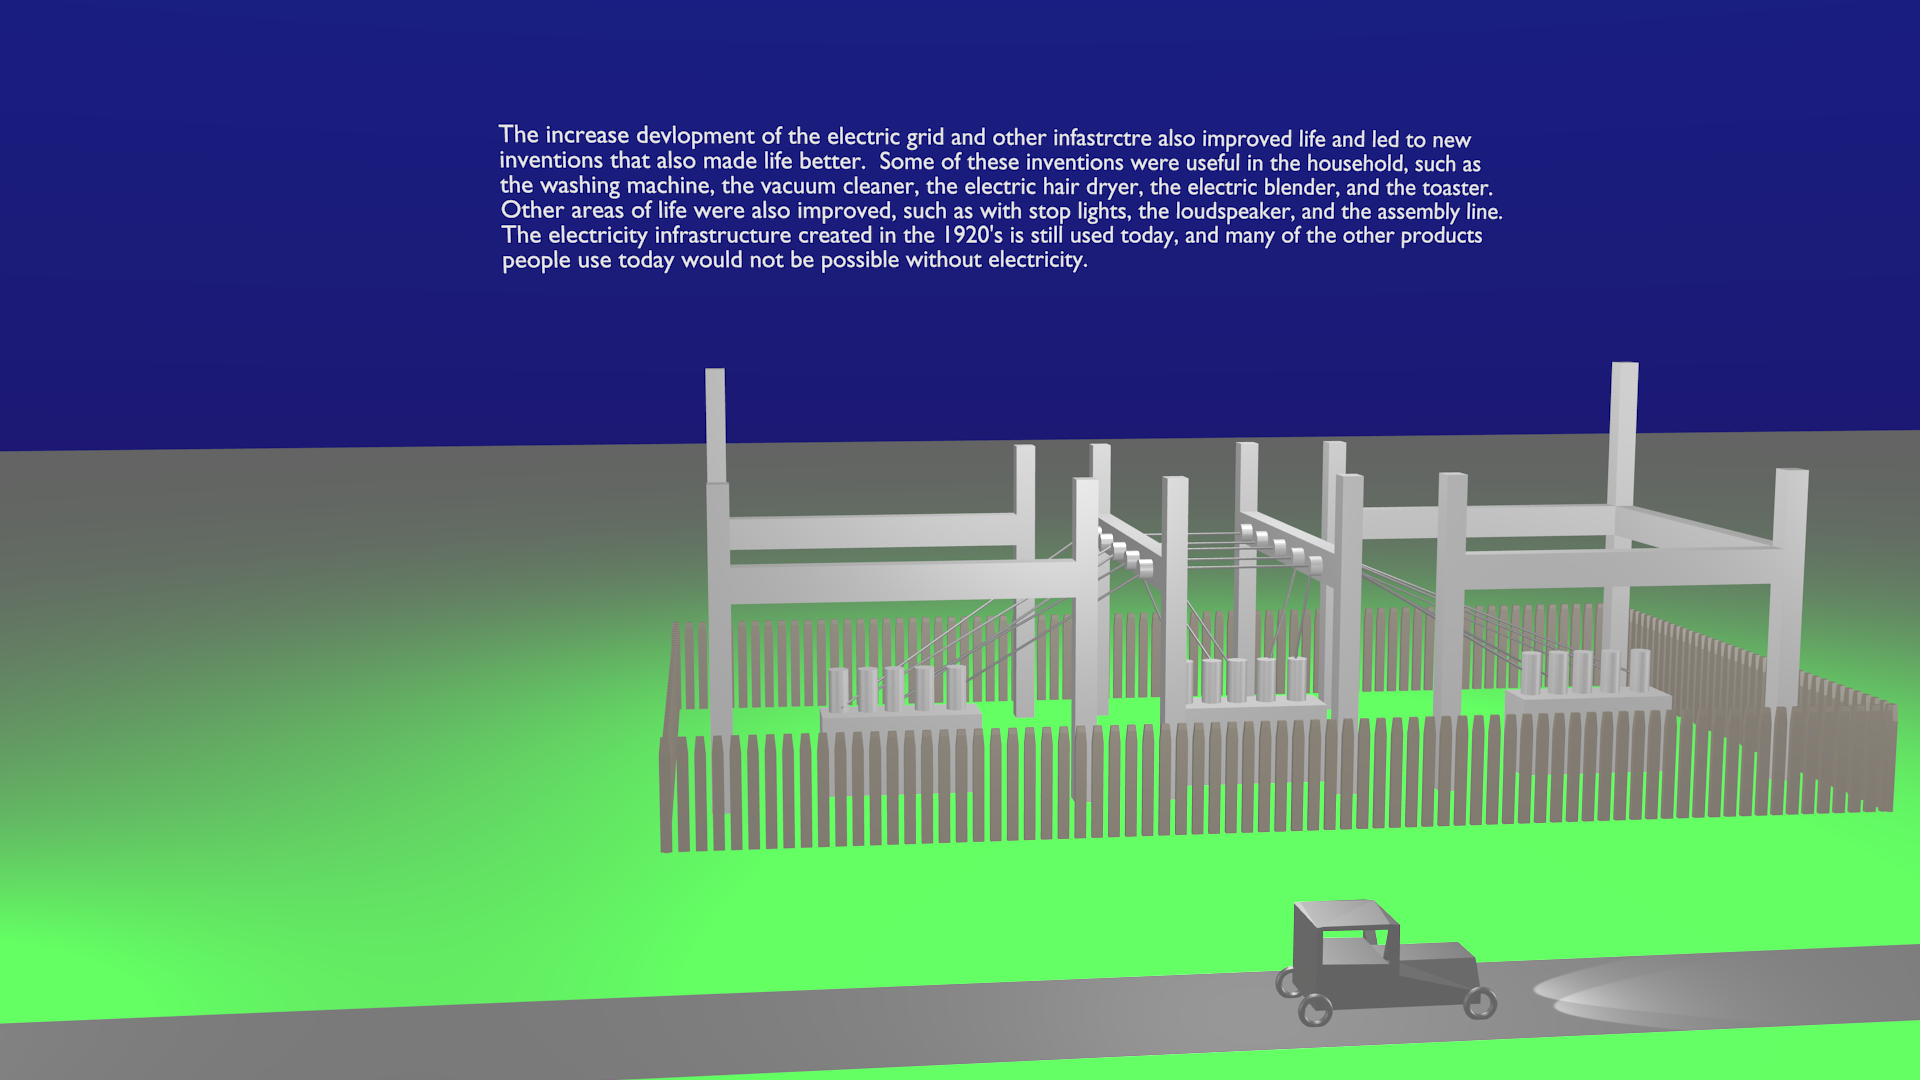 The increase devlopment of the electric grid and other infastrctre also improved life and led to new
inventions that also made life better.  Some of these inventions were useful in the household, such as
the washing machine, the vacuum cleaner, the electric hair dryer, the electric blender, and the toaster.
Other areas of life were also improved, such as with stop lights, the loudspeaker, and the assembly line.
The electricity infrastructure created in the 1920's is still used today, and many of the other products
people use today would not be possible without electricity.